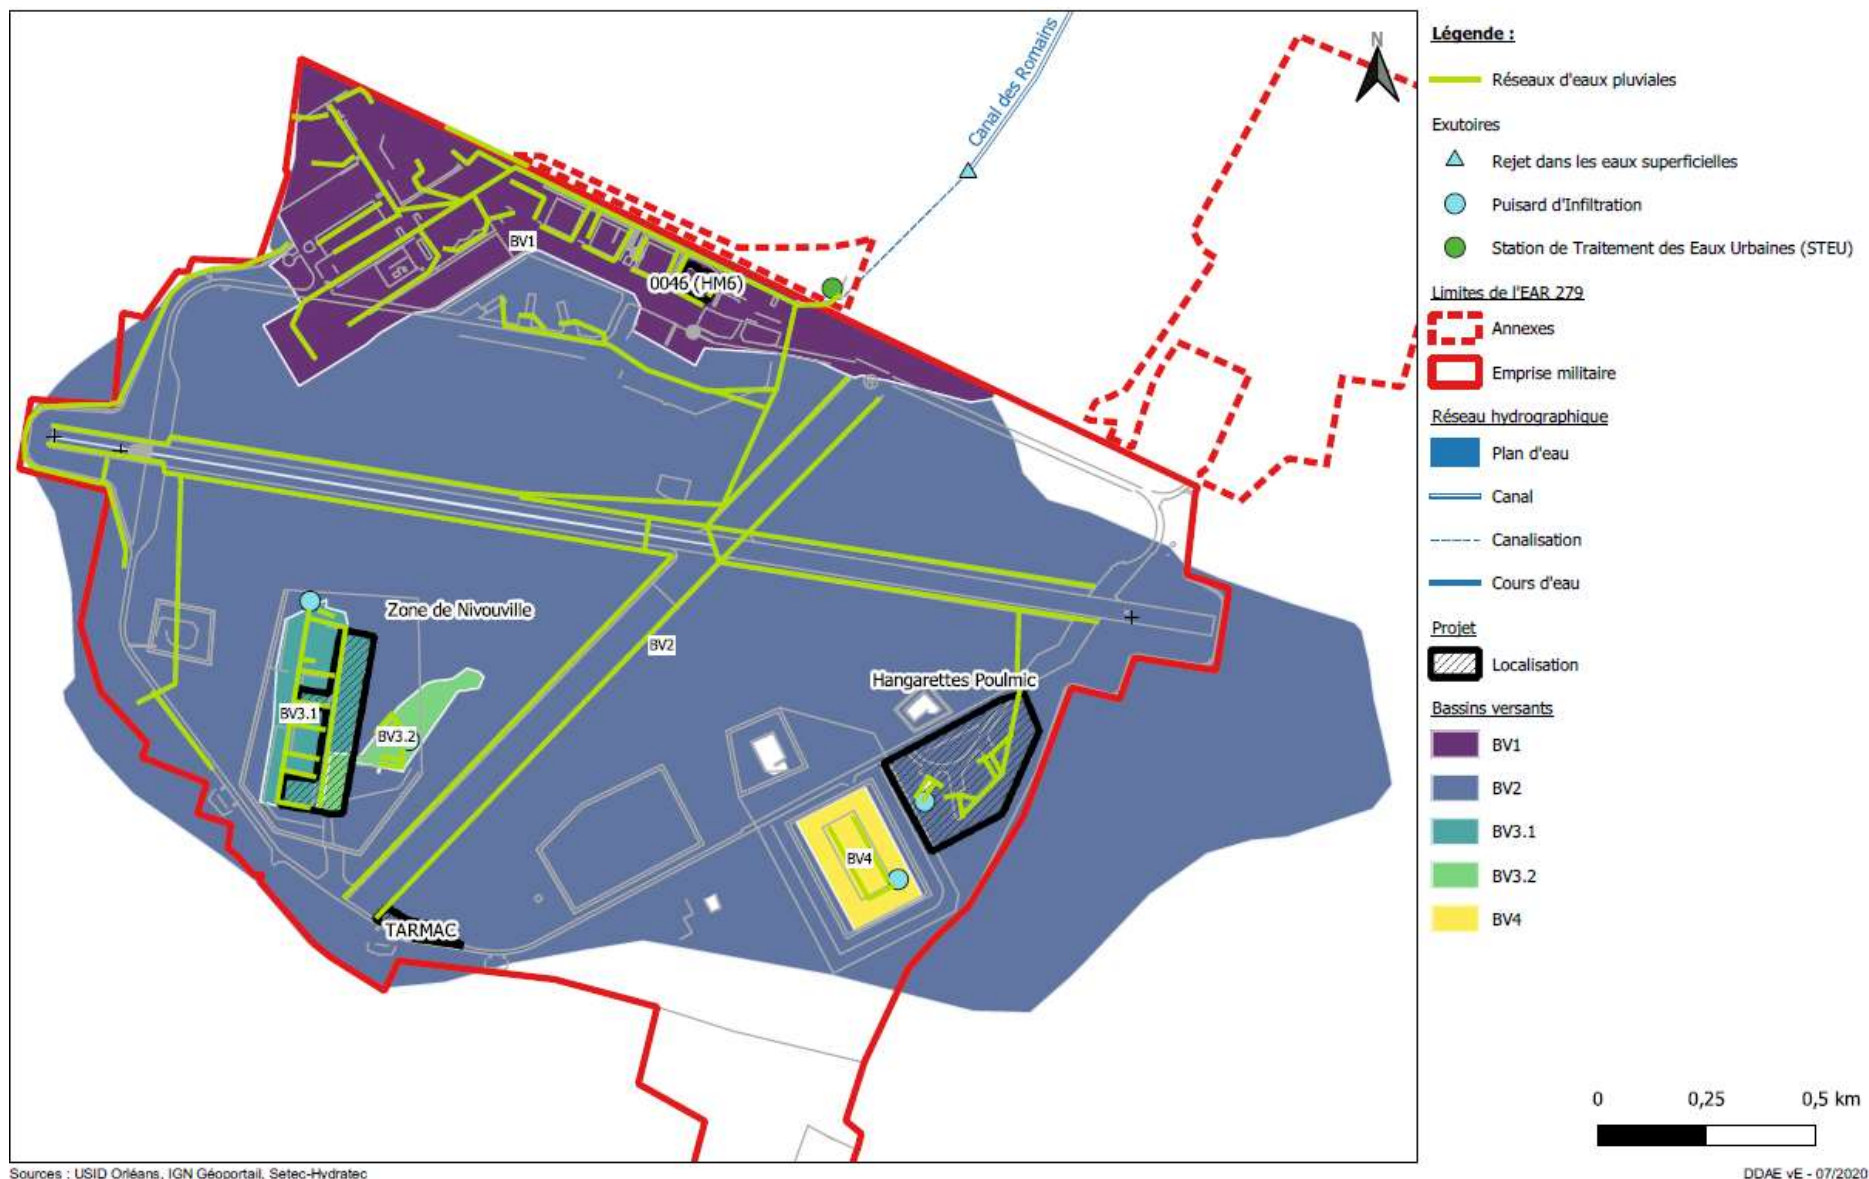 Canal des Romains
N
BV1
0046 (HM6)
Zone de Nivouville
BV2
Hangarettes Poulmic
BV3.1
BV3.2
BV4
TARMAC
Légende :
Réseaux d'eaux pluviales
Exutoires
Rejet dans les eaux superficielles
Puisard d'Infiltration
Station de Traitement des Eaux Urbaines (STEU)
Limites de l'EAR 279
Annexes
Emprise militaire
Réseau hydrographique
Plan d'eau
Canal
Canalisation
Cours d'eau
Projet
Localisation
Bassins versants
BV1
BV2
BV3.1
BV3.2
BV4
0 0,25 0,5 km
Sources : USID Orléans, IGN Géoportail, Setec-Hydratec
DDAE vE - 07/2020